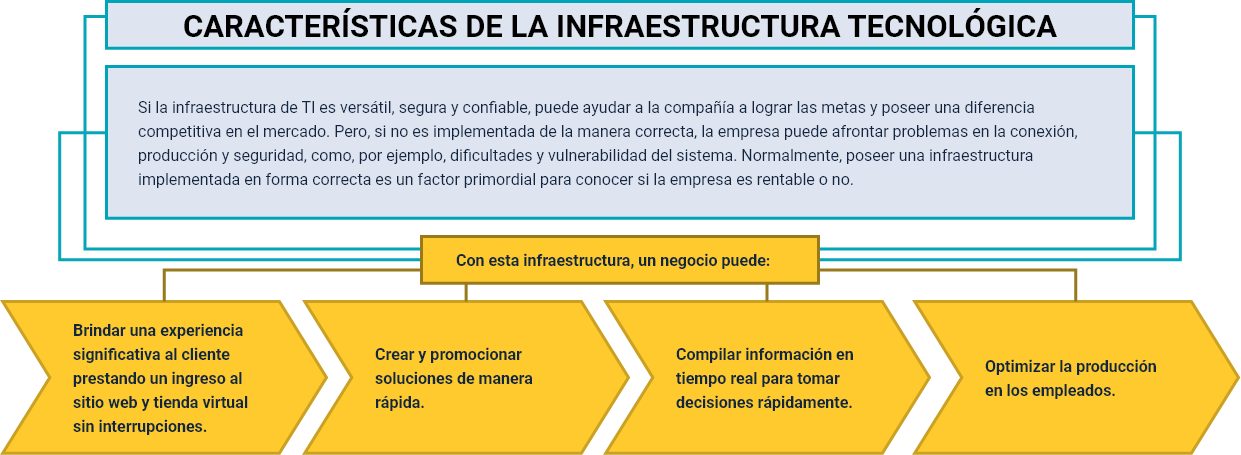 CARACTERÍSTICAS DE LA INFRAESTRUCTURA TECNOLÓGICA
Si la infraestructura de TI es versátil, segura y confiable, puede ayudar a la compañía a lograr las metas y poseer una diferencia
competitiva en el mercado. Pero, si no es implementada de la manera correcta, la empresa puede afrontar problemas en la conexión,
producción y seguridad, como, por ejemplo, dificultades y vulnerabilidad del sistema. Normalmente, poseer una infraestructura
implementada en forma correcta es un factor primordial para conocer si la empresa es rentable o no.
Con esta infraestructura, un negocio puede:
Brindar una experiencia
significativa al cliente
prestando un ingreso al
sitio web y tienda virtual
sin interrupciones.
Crear y promocionar
soluciones de manera
rápida.
Compilar información en
tiempo real para tomar
decisiones rápidamente.
Optimizar la producción
en los empleados.